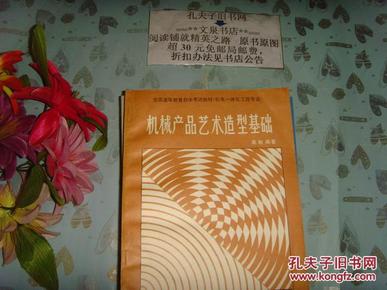 孔夫子旧书网
**文泉书店**
阅读铺就精英之路 原书原图
超30元免邮局邮费，
折扣办法见书店公告
全国高等教育自学考试教材·机电一体化工程专业
机械产品艺术造型基础
编著
孔夫子旧书网